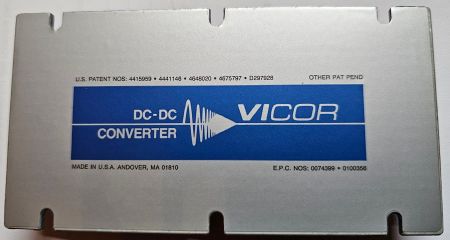 U.S. PATENT NOS: 4415959 • 4441146 • 4648020 • 4675797 • D297928 OTHER PAT PEND
DC-DC VICOR
CONVERTER
MADE IN U.S.A. ANDOVER, MA 01810 E.P.C. NOS: 0074399 • 0100356